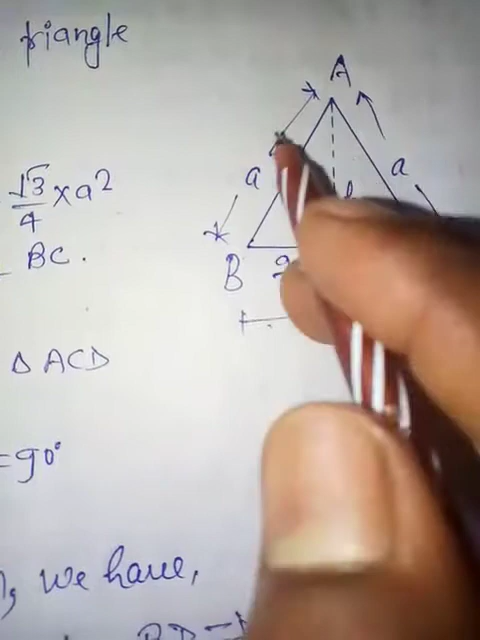 triangle
A
√3/4 × a²
a
a
BC.
B
Δ ACD
=90°
we have,